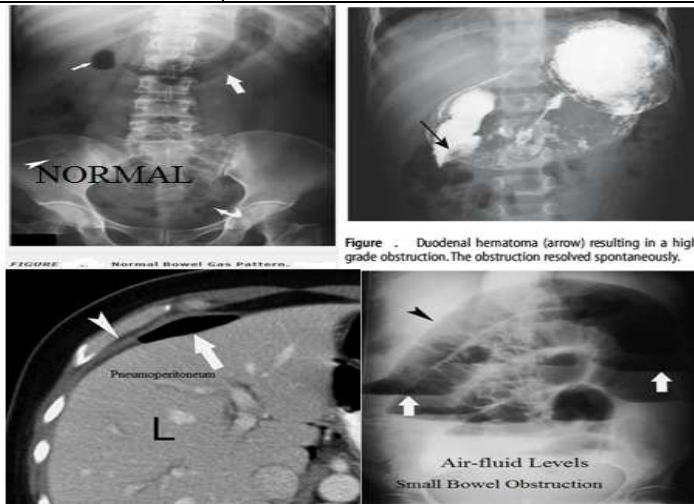 NORMAL
FIGURE . Normal Bowel Gas Pattern.
Figure . Duodenal hematoma (arrow) resulting in a high
grade obstruction. The obstruction resolved spontaneously.
Pneumoperitoneum
L
Air-fluid Levels
Small Bowel Obstruction